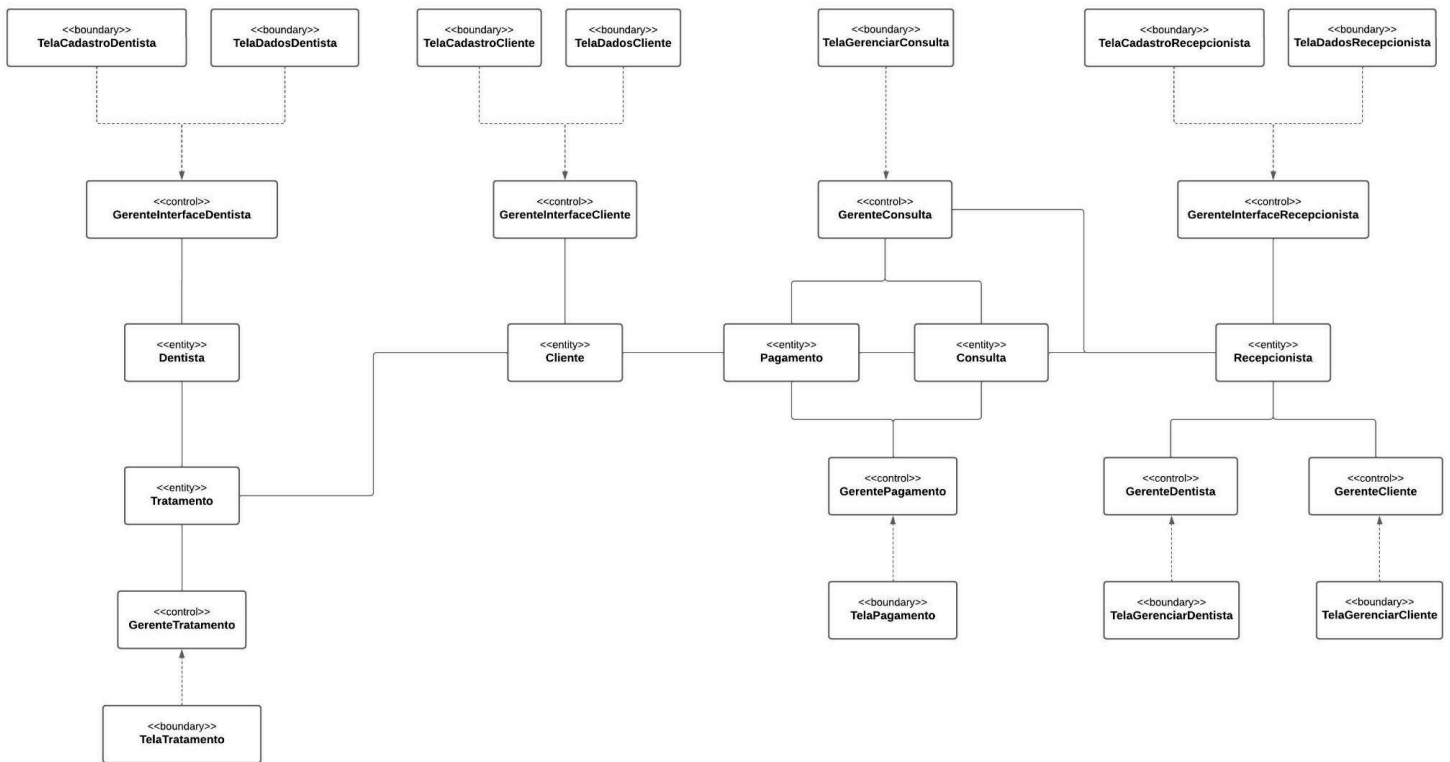 <<boundary>>
TelaCadastroDentista
<<boundary>>
TelaDadosDentista
<<boundary>>
TelaCadastroCliente
<<boundary>>
TelaDadosCliente
<<boundary>>
TelaGerenciarConsulta
<<boundary>>
TelaCadastroRecepcionista
<<boundary>>
TelaDadosRecepcionista
<<control>>
GerenteInterfaceDentista
<<control>>
GerenteInterfaceCliente
<<control>>
GerenteConsulta
<<control>>
GerenteInterfaceRecepcionista
<<entity>>
Dentista
<<entity>>
Cliente
<<entity>>
Pagamento
<<entity>>
Consulta
<<entity>>
Recepcionista
<<entity>>
Tratamento
<<control>>
GerentePagamento
<<control>>
GerenteDentista
<<control>>
GerenteCliente
<<control>>
GerenteTratamento
<<boundary>>
TelaPagamento
<<boundary>>
TelaGerenciarDentista
<<boundary>>
TelaGerenciarCliente
<<boundary>>
TelaTratamento